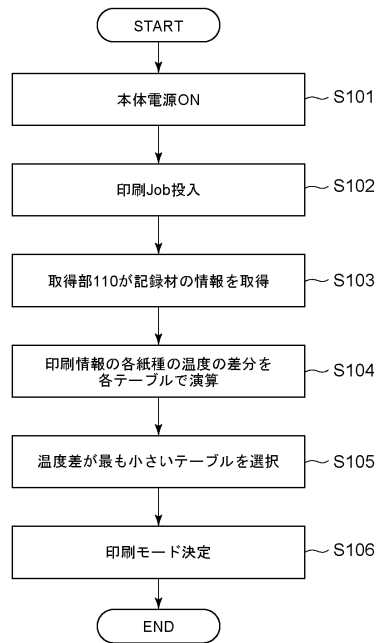 START
本体電源ON
S101
印刷Job投入
S102
取得部110が記録材の情報を取得
S103
印刷情報の各紙種の温度の差分を
各テーブルで演算
S104
温度差が最も小さいテーブルを選択
S105
印刷モード決定
S106
END